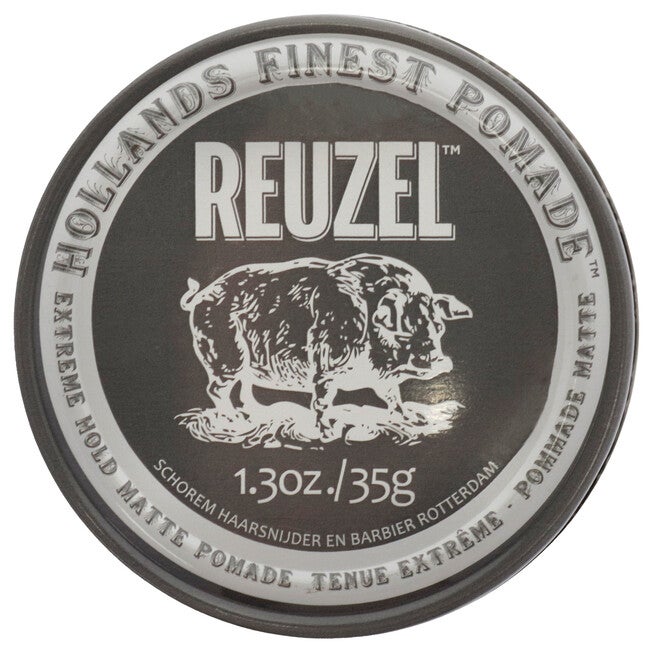 HOLLANDS FINEST POMADE™
REUZEL™
1.3oz./35g
SCHOREM HAARSNIJDER EN BARBIER ROTTERDAM
EXTREME HOLD MATTE POMADE TENUE EXTRÊME - POMMADE MATTE